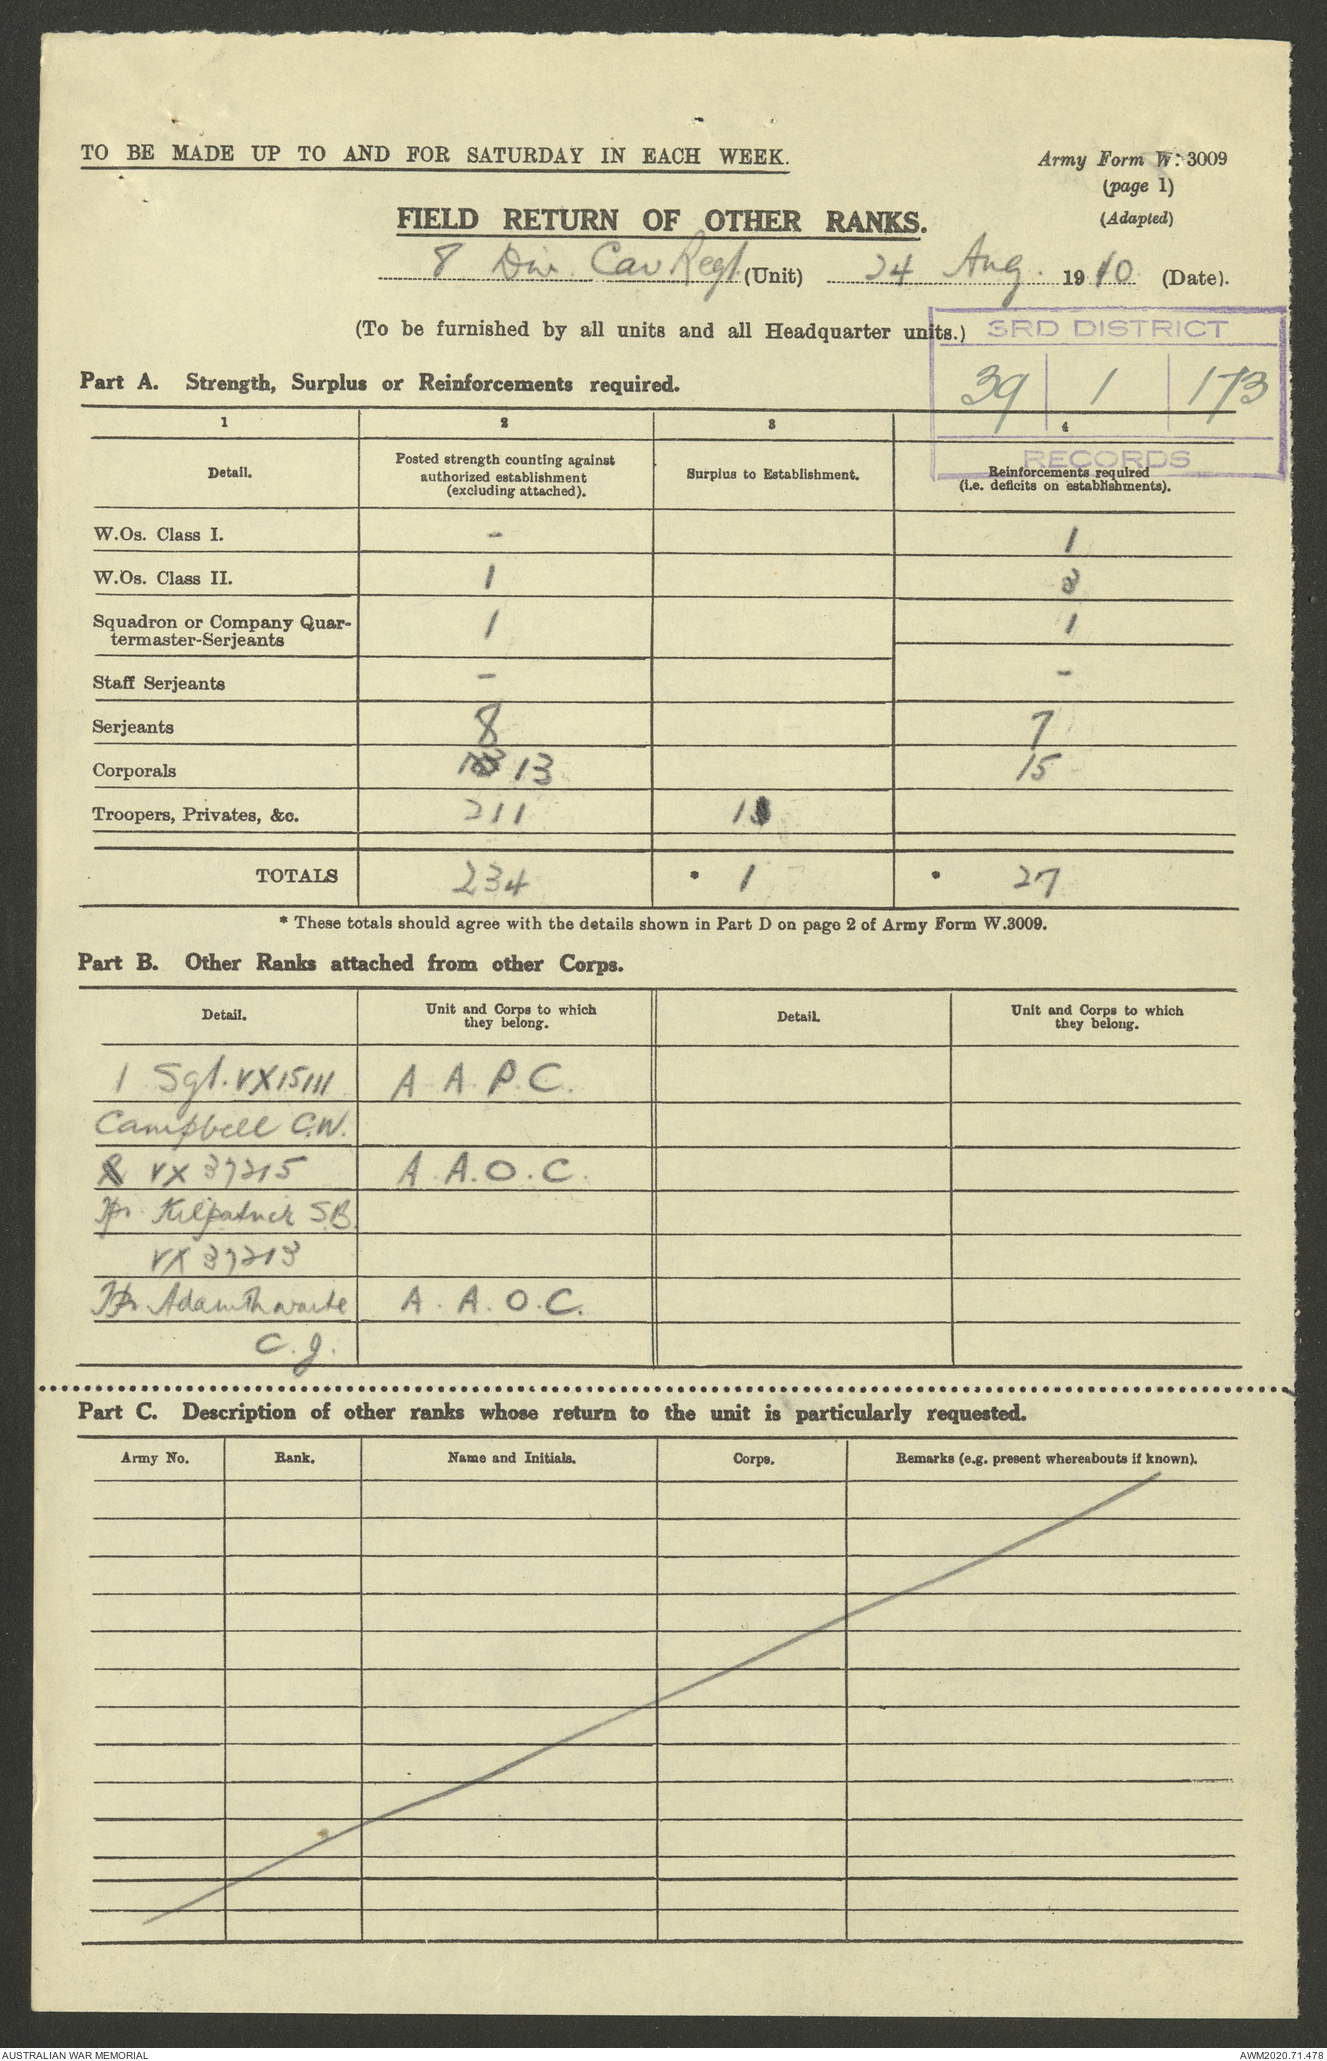 TO BE MADE UP TO AND FOR SATURDAY IN EACH WEEK.
Army Form W. 3009
(page 1)
(Adapted)
FIELD RETURN OF OTHER RANKS.
8 Div. Cav Regt. (Unit) 24 Aug. 1940 (Date).
(To be furnished by all units and all Headquarter units.)
3RD DISTRICT
39 1 173
RECORDS
Part A. Strength, Surplus or Reinforcements required.
1 2 3 4
Detail. Posted strength counting against authorized establishment (excluding attached). Surplus to Establishment. Reinforcements required (i.e. deficits on establishments).
W.Os. Class I. - 1
W.Os. Class II. 1 3
Squadron or Company Quar-
termaster-Serjeants 1 1
Staff Serjeants - -
Serjeants 8 7
Corporals 13 15
Troopers, Privates, &c. 211 1
TOTALS 234 * 1 * 27
* These totals should agree with the details shown in Part D on page 2 of Army Form W.3009.
Part B. Other Ranks attached from other Corps.
Detail. Unit and Corps to which they belong. Detail. Unit and Corps to which they belong.
1 Sgt. VX15111 A. A. P. C.
Campbell C.W.
VX 37215 A. A. O. C.
Tpr Kilpatrick S.B.
VX 37213
Tpr Adamthwaite A. A. O. C.
C. J.
Part C. Description of other ranks whose return to the unit is particularly requested.
Army No. Rank. Name and Initials. Corps. Remarks (e.g. present whereabouts if known).
AUSTRALIAN WAR MEMORIAL
AWM2020.71.478